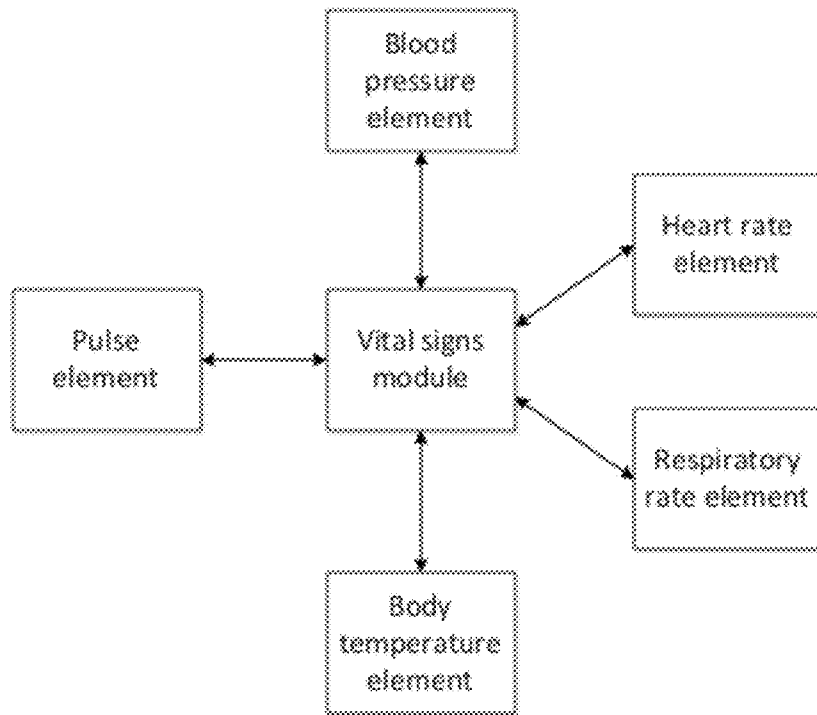 Blood
pressure
element
Heart rate
element
Pulse
element
Vital signs
module
Respiratory
rate element
Body
temperature
element